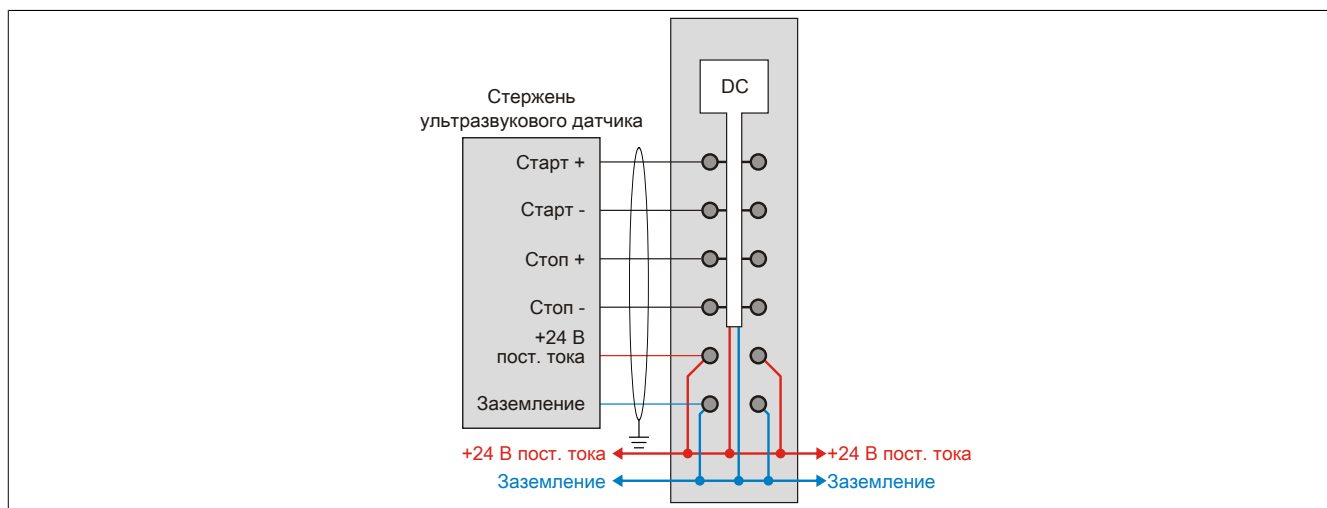 DC
Стержень
ультразвукового датчика
Старт +
Старт -
Стоп +
Стоп -
+24 В
пост. тока
Заземление
+24 В пост. тока
+24 В пост. тока
Заземление
Заземление